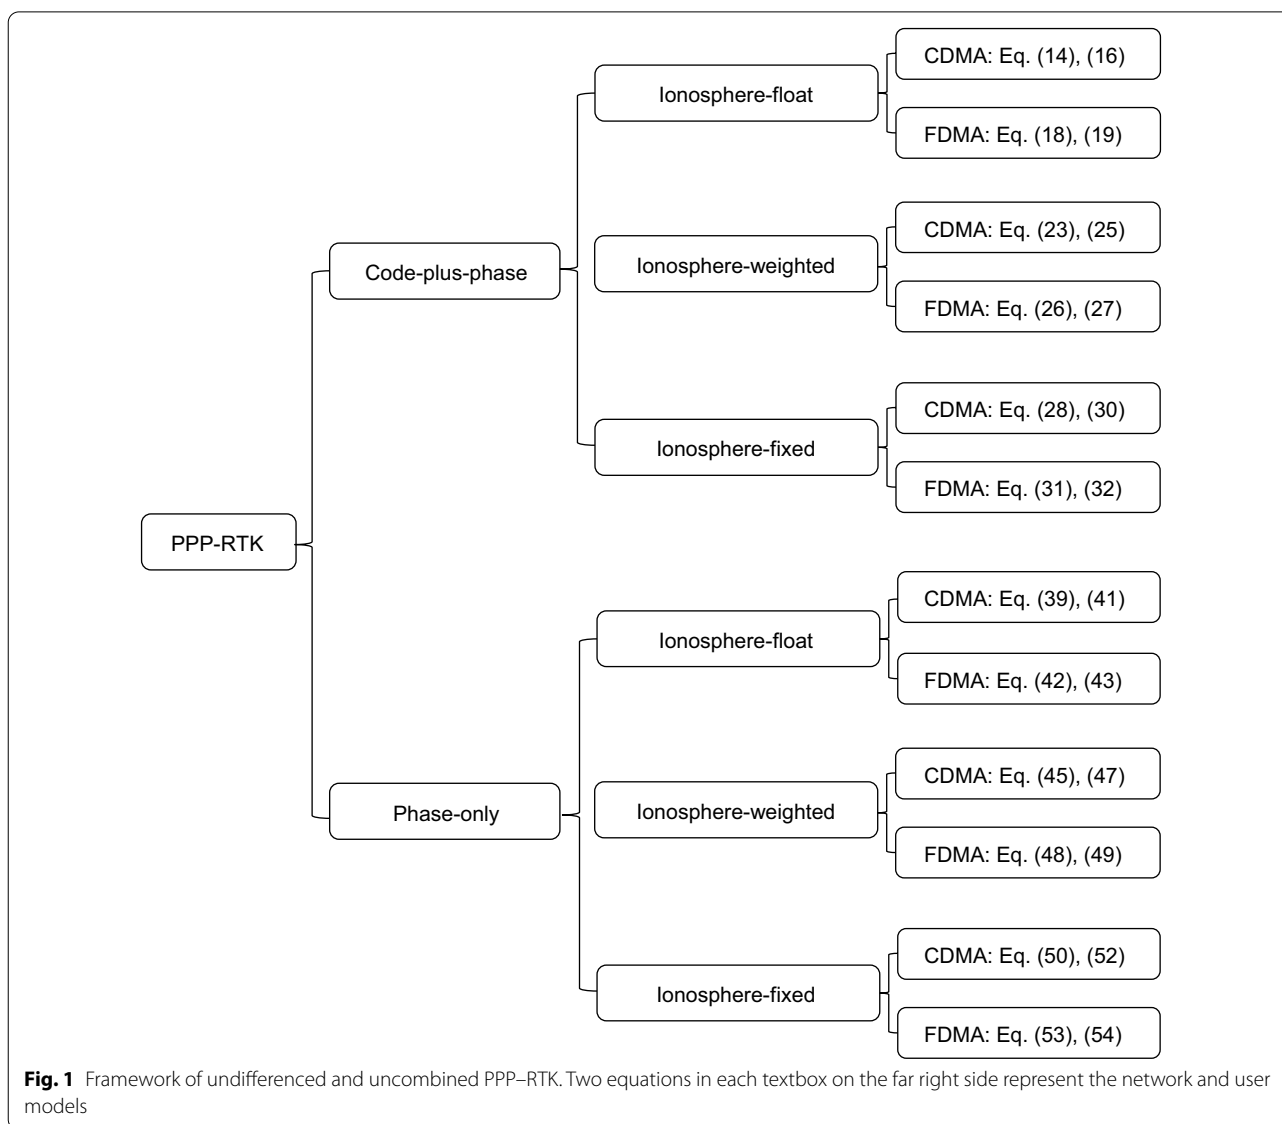 PPP-RTK
Code-plus-phase
Ionosphere-float
CDMA: Eq. (14), (16)
FDMA: Eq. (18), (19)
Ionosphere-weighted
CDMA: Eq. (23), (25)
FDMA: Eq. (26), (27)
Ionosphere-fixed
CDMA: Eq. (28), (30)
FDMA: Eq. (31), (32)
Phase-only
Ionosphere-float
CDMA: Eq. (39), (41)
FDMA: Eq. (42), (43)
Ionosphere-weighted
CDMA: Eq. (45), (47)
FDMA: Eq. (48), (49)
Ionosphere-fixed
CDMA: Eq. (50), (52)
FDMA: Eq. (53), (54)
Fig. 1 Framework of undifferenced and uncombined PPP–RTK. Two equations in each textbox on the far right side represent the network and user
models